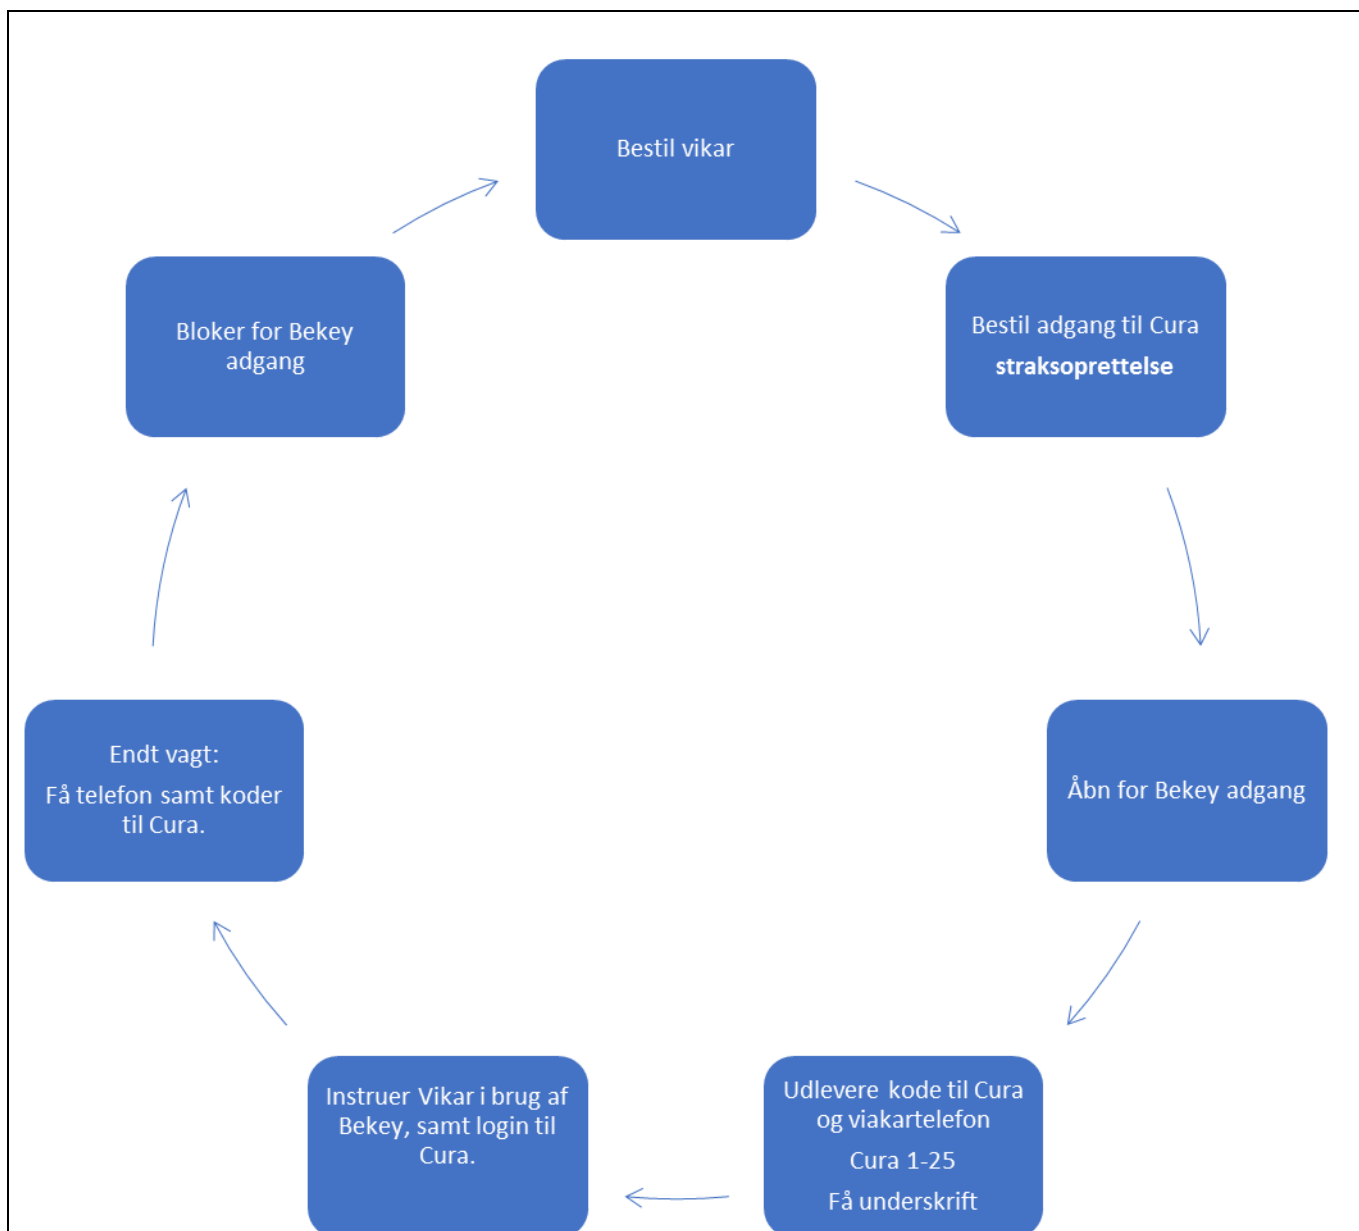 Bestil vikar
Bestil adgang til Cura
straksoprettelse
Åbn for Bekey adgang
Udlevere kode til Cura
og viakartelefon
Cura 1-25
Få underskrift
Instruer Vikar i brug af
Bekey, samt login til
Cura.
Endt vagt:
Få telefon samt koder
til Cura.
Bloker for Bekey
adgang